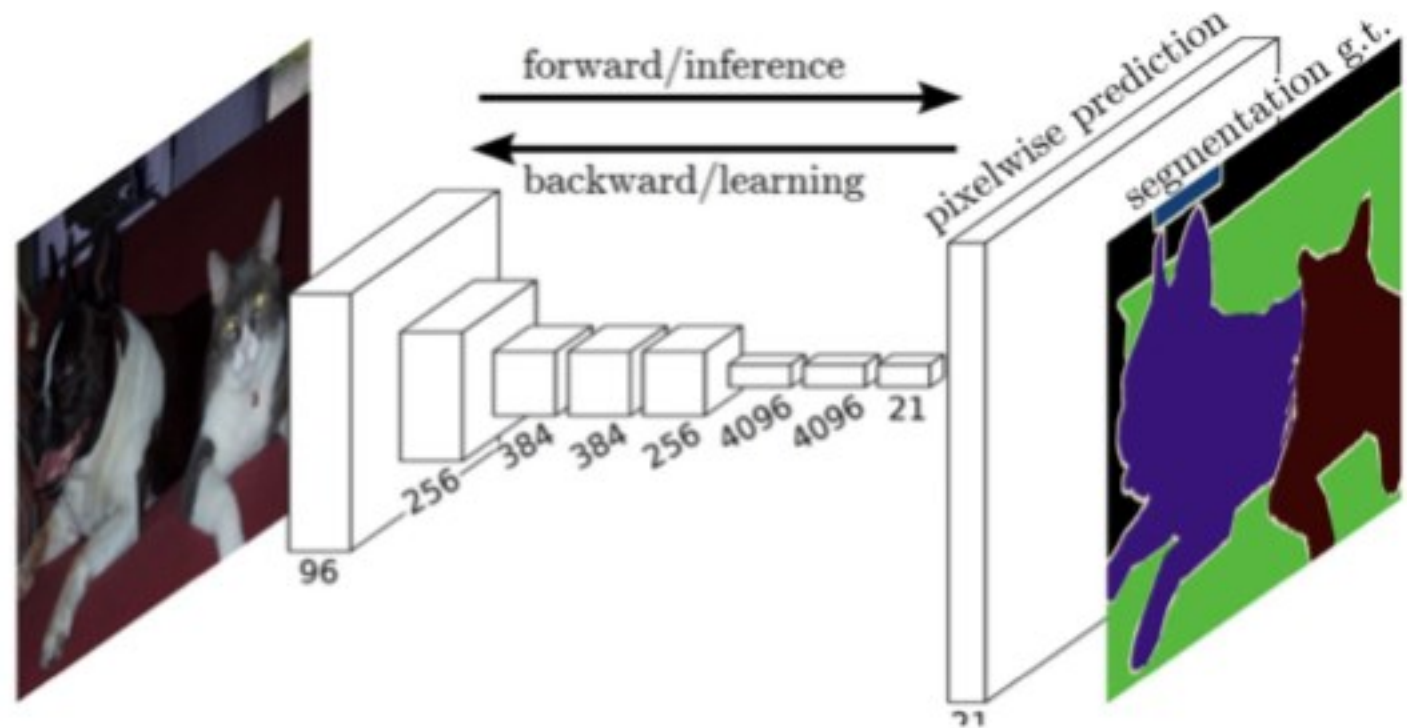 forward/inference
backward/learning
pixelwise prediction
segmentation g.t.
96
256
384
384
256
4096
4096
21
21